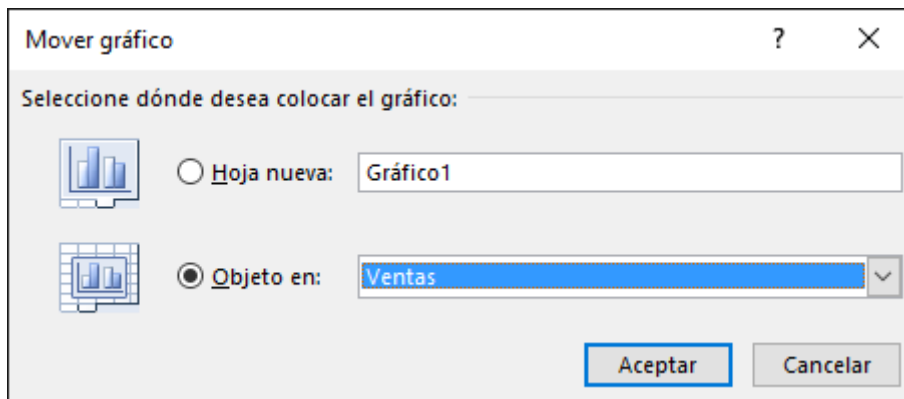 Mover gráfico
Seleccione dónde desea colocar el gráfico:
Hoja nueva: Gráfico1
Objeto en: Ventas
Aceptar Cancelar